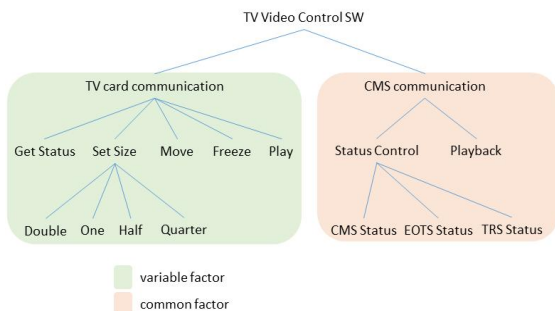 TV Video Control SW
TV card communication CMS communication
Get Status Set Size Move Freeze Play Status Control Playback
Double One Half Quarter CMS Status EOTS Status TRS Status
variable factor
common factor